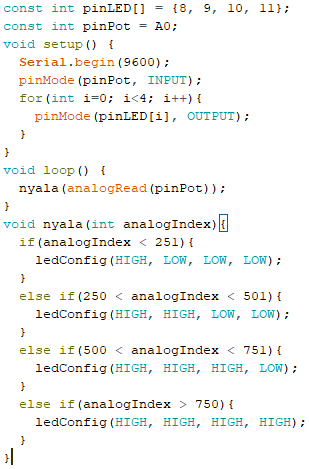 const int pinLED[] = {8, 9, 10, 11};
const int pinPot = A0;
void setup() {
  Serial.begin(9600);
  pinMode(pinPot, INPUT);
  for(int i=0; i<4; i++){
    pinMode(pinLED[i], OUTPUT);
  }
}
void loop() {
  nyala(analogRead(pinPot));
}
void nyala(int analogIndex){
  if(analogIndex < 251){
    ledConfig(HIGH, LOW, LOW, LOW);
  }
  else if(250 < analogIndex < 501){
    ledConfig(HIGH, HIGH, LOW, LOW);
  }
  else if(500 < analogIndex < 751){
    ledConfig(HIGH, HIGH, HIGH, LOW);
  }
  else if(analogIndex > 750){
    ledConfig(HIGH, HIGH, HIGH, HIGH);
  }
}